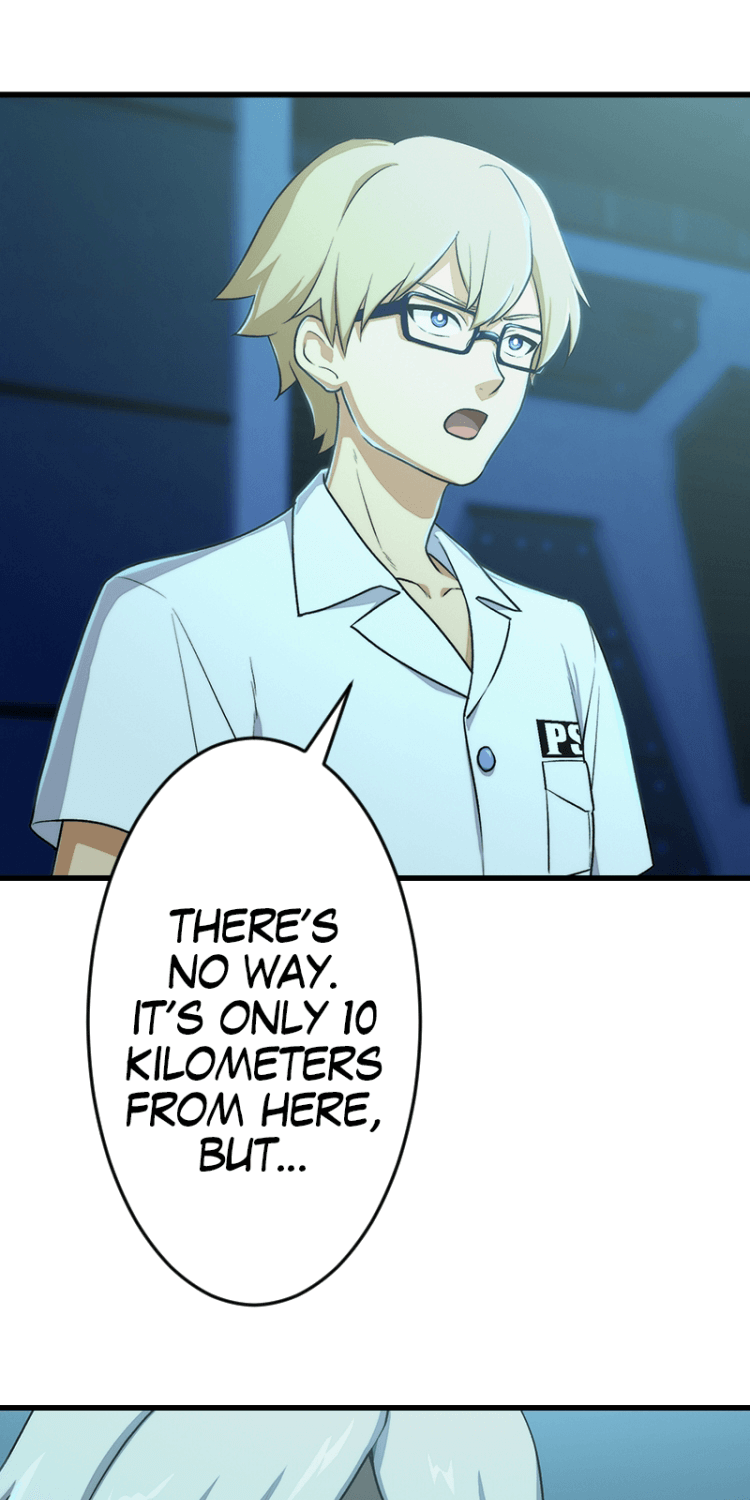 PS
THERE'S
NO WAY.
IT'S ONLY 10
KILOMETERS
FROM HERE,
BUT...